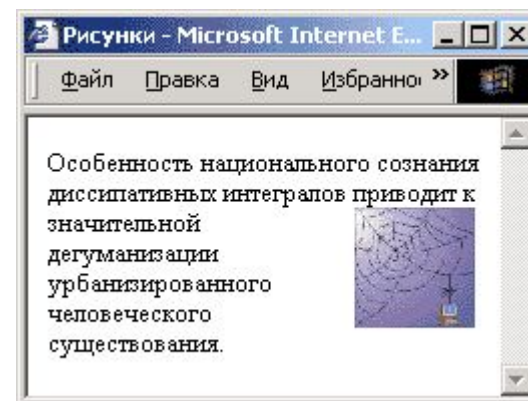 Рисунки - Microsoft Internet E...
Файл Правка Вид Избранно »
Особенность национального сознания
диссипативных интегралов приводит к
значительной
дегуманизации
урбанизированного
человеческого
существования.